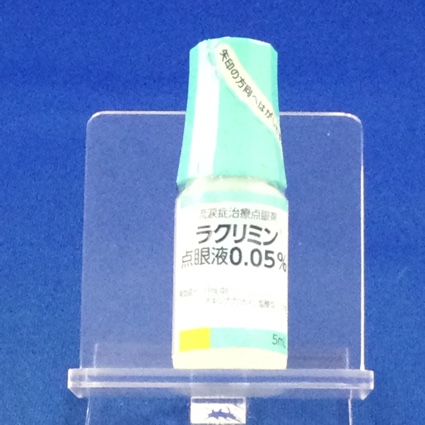 矢印の方向へはが
流涙症治療点眼剤
ラクリミン
点眼液0.05%
5mL